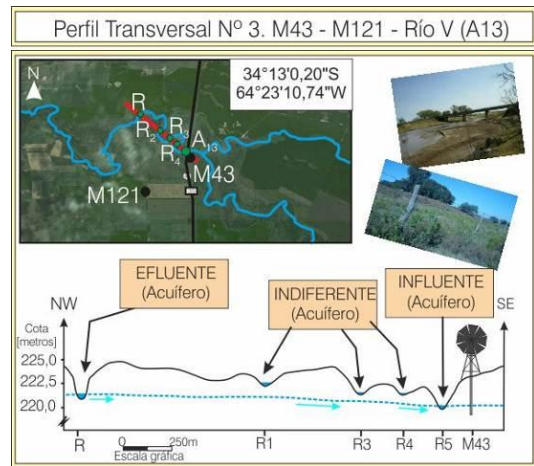 Perfil Transversal Nº 3. M43 - M121 - Río V (A13)
N
34°13'0,20"S
64°23'10,74"W
R
R2
R3
R4
A13
M43
M121
EFLUENTE
(Acuífero)
INDIFERENTE
(Acuífero)
INFLUENTE
(Acuífero)
NW
SE
Cota
[metros]
225,0
222,5
220,0
R
0 250m
Escala gráfica
R1
R3
R4
R5
M43